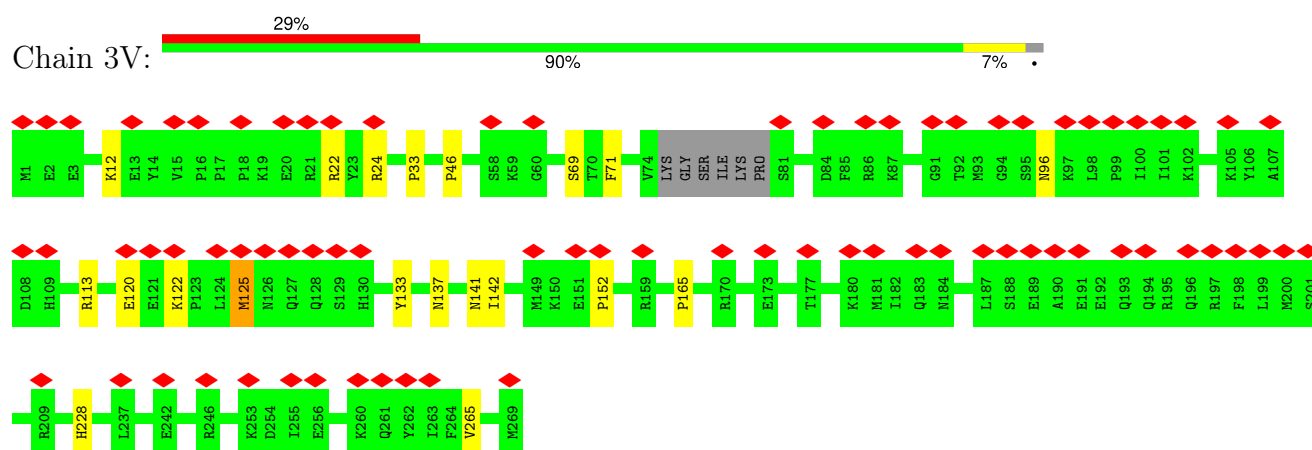 29%
Chain 3V:
90% 7% •
M1 E2 E3 K12 E13 Y14 V15 P16 P17 P18 K19 E20 R21 R22 Y23 R24 P33 P46 S58 K59 G60 S69 T70 F71 V74 LYS GLY SER ILE LYS PRO S81 D84 F85 R86 K87 G91 T92 M93 G94 S95 N96 K97 L98 P99 I100 I101 K102 K105 Y106 A107
D108 H109 R113 E120 E121 K122 P123 L124 M125 N126 Q127 Q128 S129 H130 Y133 N137 N141 I142 M149 K150 E151 P152 R159 P165 R170 E173 T177 K180 M181 I182 Q183 N184 L187 S188 E189 A190 E191 E192 Q193 Q194 R195 Q196 R197 F198 L199 M200 S201
R209 H228 L237 E242 R246 K253 D254 I255 E256 K260 Q261 Y262 I263 F264 V265 M269